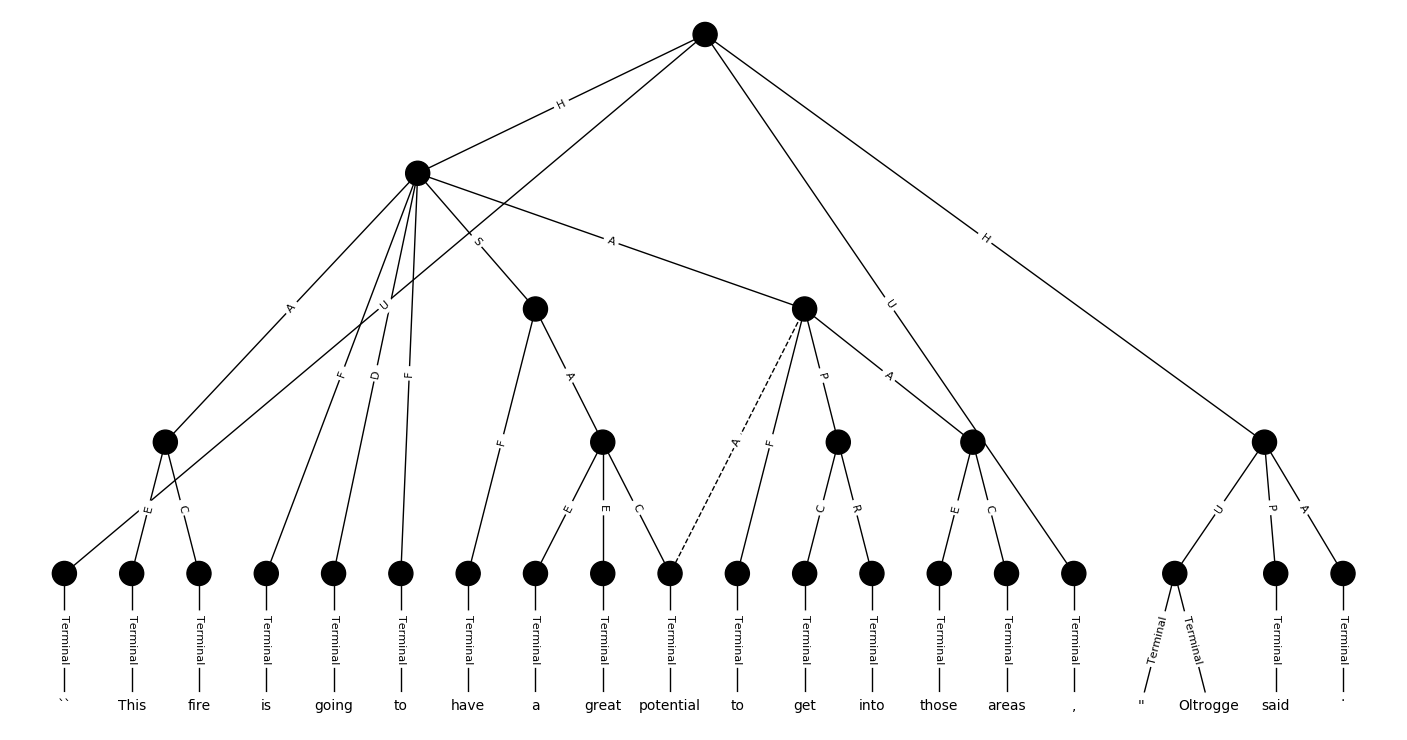 H
H
S
A
A
U
U
F
D
F
A
P
A
F
A
F
E
C
E
E
C
C
R
E
C
U
P
A
Terminal Terminal Terminal Terminal Terminal Terminal Terminal Terminal Terminal Terminal Terminal Terminal Terminal Terminal Terminal Terminal Terminal Terminal Terminal Terminal
`` This fire is going to have a great potential to get into those areas , " Oltrogge said .